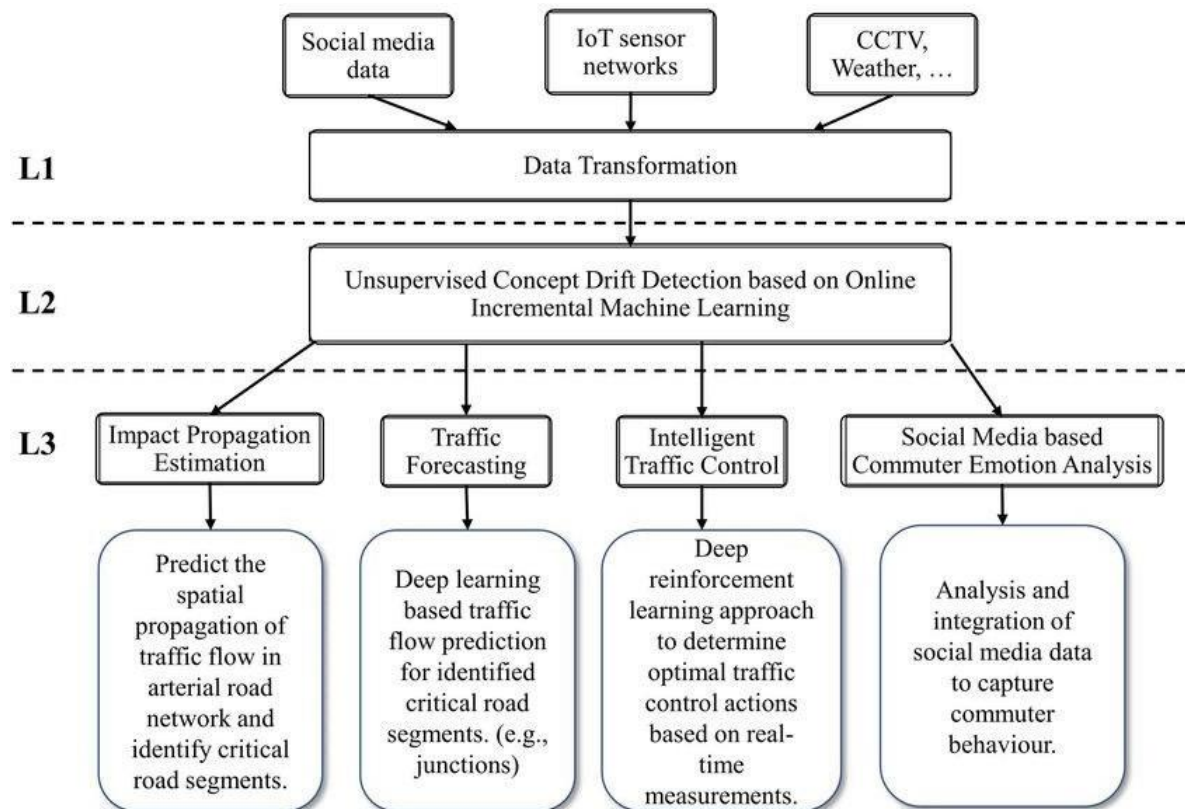 Social media
data
IoT sensor
networks
CCTV,
Weather, …
L1
Data Transformation
L2
Unsupervised Concept Drift Detection based on Online
Incremental Machine Learning
L3
Impact Propagation
Estimation
Traffic
Forecasting
Intelligent
Traffic Control
Social Media based
Commuter Emotion Analysis
Predict the
spatial
propagation of
traffic flow in
arterial road
network and
identify critical
road segments.
Deep learning
based traffic
flow prediction
for identified
critical road
segments. (e.g.,
junctions)
Deep
reinforcement
learning approach
to determine
optimal traffic
control actions
based on real-
time
measurements.
Analysis and
integration of
social media data
to capture
commuter
behaviour.